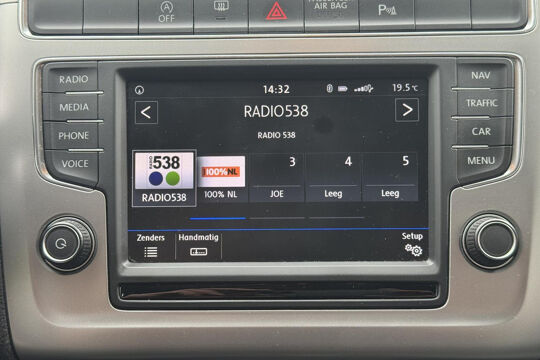 OFF
AIR BAG
P
RADIO
MEDIA
PHONE
VOICE
NAV
TRAFFIC
CAR
MENU
14:32
19.5 °C
<
RADIO538
>
RADIO 538
RADIO 538
RADIO538
100%NL
100% NL
3
JOE
4
Leeg
5
Leeg
Zenders
Handmatig
Setup